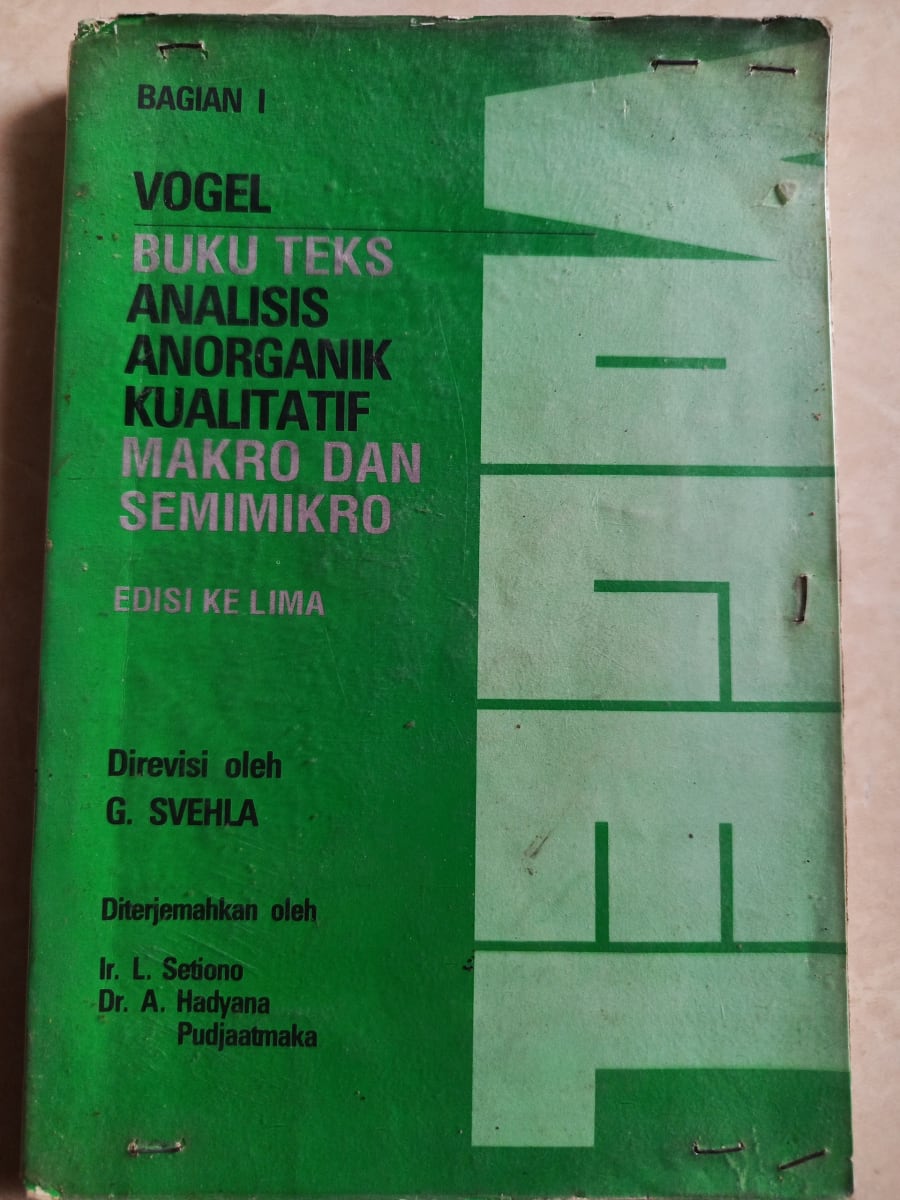 BAGIAN I
VOGEL
BUKU TEKS
ANALISIS
ANORGANIK
KUALITATIF
MAKRO DAN
SEMIMIKRO
EDISI KE LIMA
Direvisi oleh
G. SVEHLA
Diterjemahkan oleh
Ir. L. Setiono
Dr. A. Hadyana
Pudjaatmaka
VOGEL